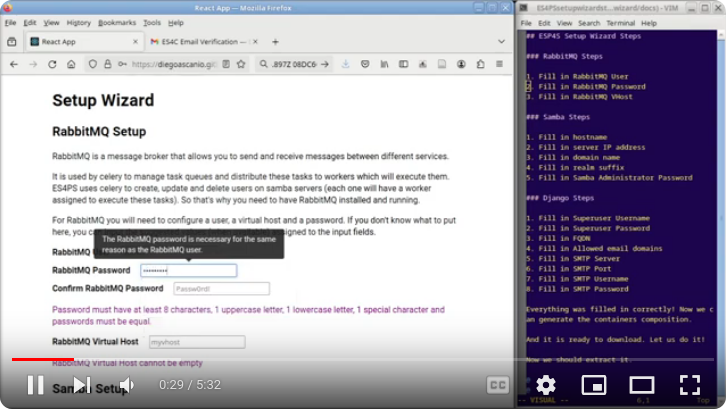 React App — Mozilla Firefox
File Edit View History Bookmarks Tools Help
React App
ES4C Email Verification —
https://diegoascanio.git
.897Z 08DC6
Setup Wizard
RabbitMQ Setup
RabbitMQ is a message broker that allows you to send and receive messages between different services.
It is used by celery to manage task queues and distribute these tasks to workers which will execute them.
ES4PS uses celery to create, update and delete users on samba servers (each one will have a worker
assigned to execute these tasks). So that's why you need to have RabbitMQ installed and running.
For RabbitMQ you will need to configure a user, a virtual host and a password. If you don't know what to put
here, you can assigned to the input fields.
The RabbitMQ password is necessary for the same
reason as the RabbitMQ user.
RabbitMQ
RabbitMQ Password
Confirm RabbitMQ Password Passw0rd!
Password must have at least 8 characters, 1 uppercase letter, 1 lowercase letter, 1 special character and
passwords must be equal.
RabbitMQ Virtual Host myvhost
RabbitMQ Virtual Host cannot be empty
Samba Setup
0:29 / 5:32
CC
ES4PSsetupwizardst...wizard/docs) - VIM
File Edit View Search Terminal Help
## ESP4S Setup Wizard Steps
### RabbitMQ Steps
1. Fill in RabbitMQ User
2. Fill in RabbitMQ Password
3. Fill in RabbitMQ VHost
### Samba Steps
1. Fill in hostname
2. Fill in server IP address
3. Fill in domain name
4. Fill in realm suffix
5. Fill in Samba Administrator Password
### Django Steps
1. Fill in Superuser Username
2. Fill in Superuser Password
3. Fill in FQDN
4. Fill in Allowed email domains
5. Fill in SMTP Server
6. Fill in SMTP Port
7. Fill in SMTP Username
8. Fill in SMTP Password
Everything was filled in correctly! Now we c
an generate the containers composition.
And it is ready to download. Let us do it!
Now we should extract it.
-- VISUAL -- 6,1 Top